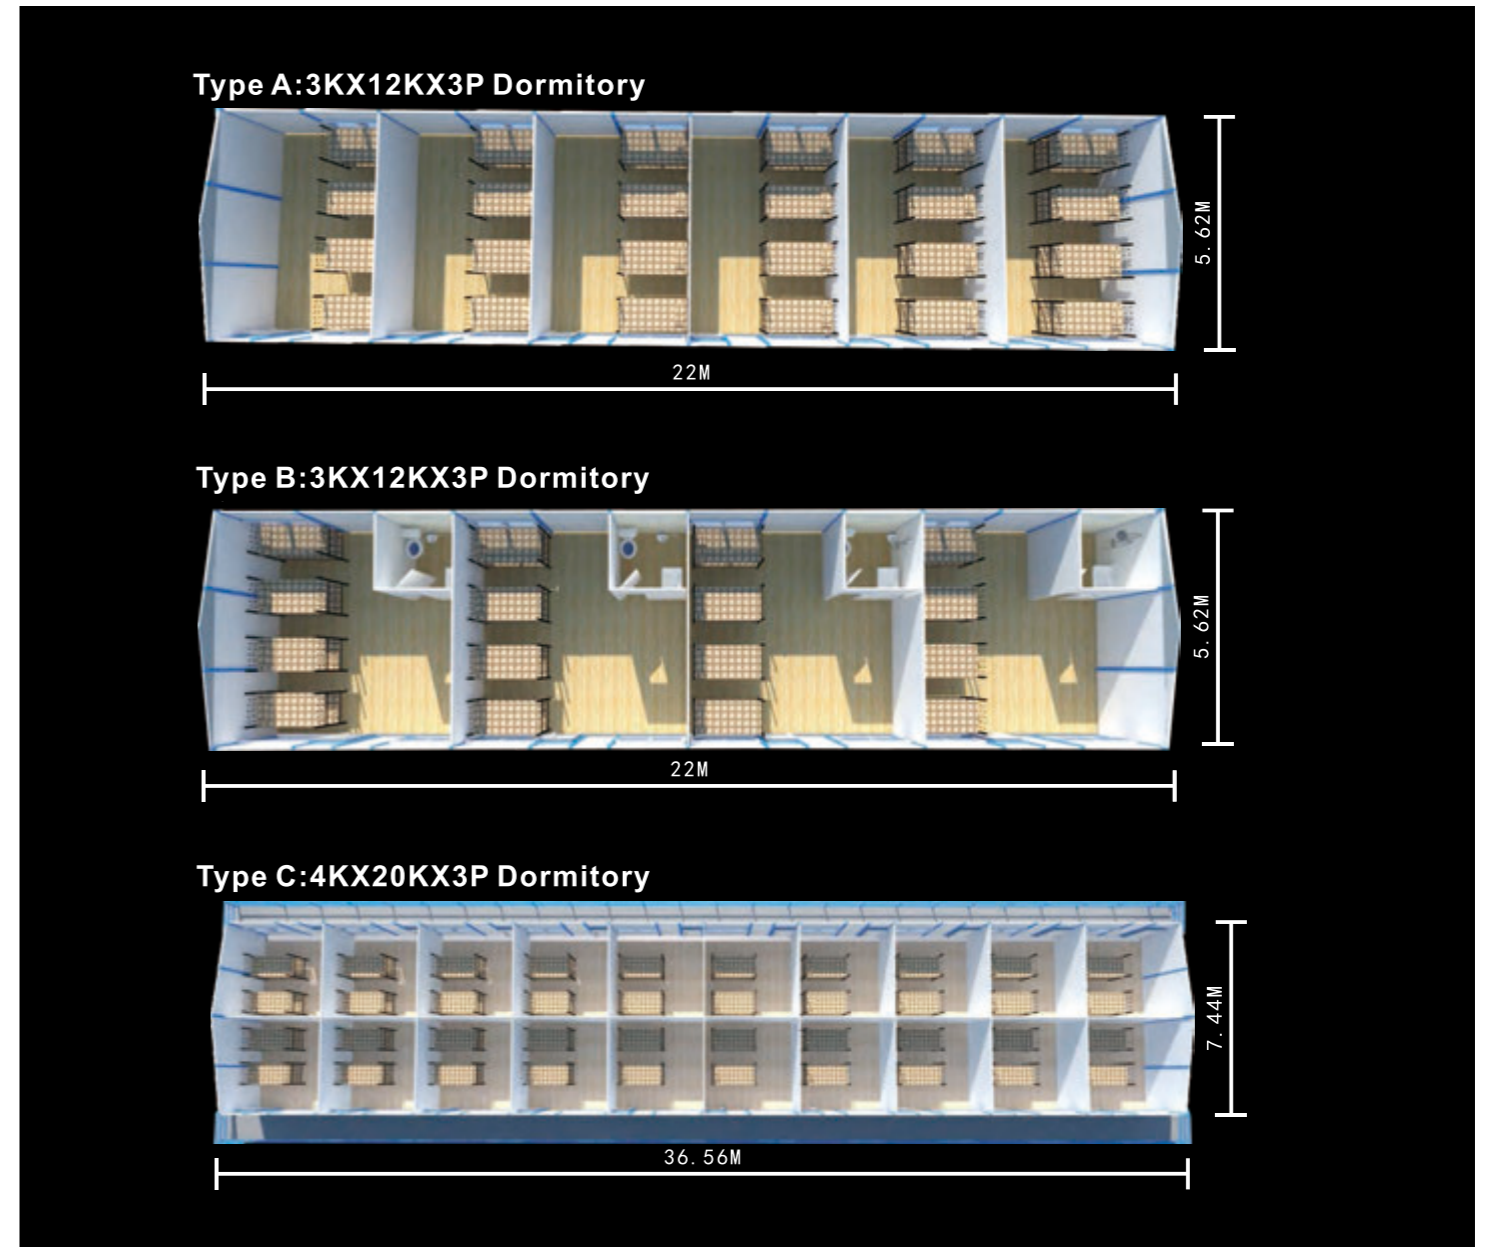 Type A:3KX12KX3P Dormitory
5.62M
22M
Type B:3KX12KX3P Dormitory
5.62M
22M
Type C:4KX20KX3P Dormitory
7.44M
36.56M